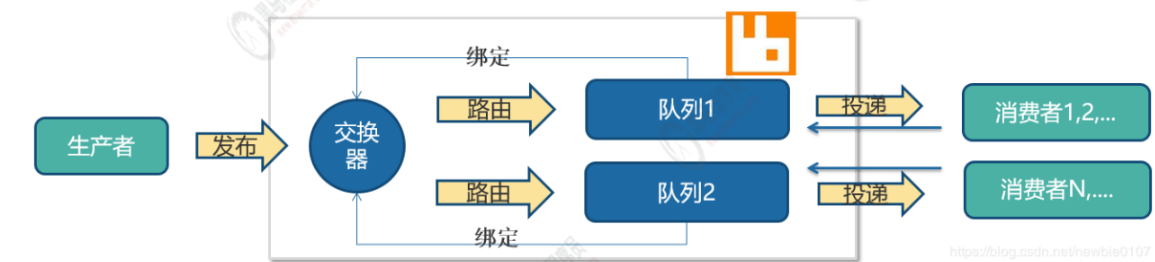 绑定
生产者
发布
交换
器
路由
队列1
投递
消费者1,2,...
路由
队列2
投递
消费者N,....
绑定
https://blog.csdn.net/newbie0107